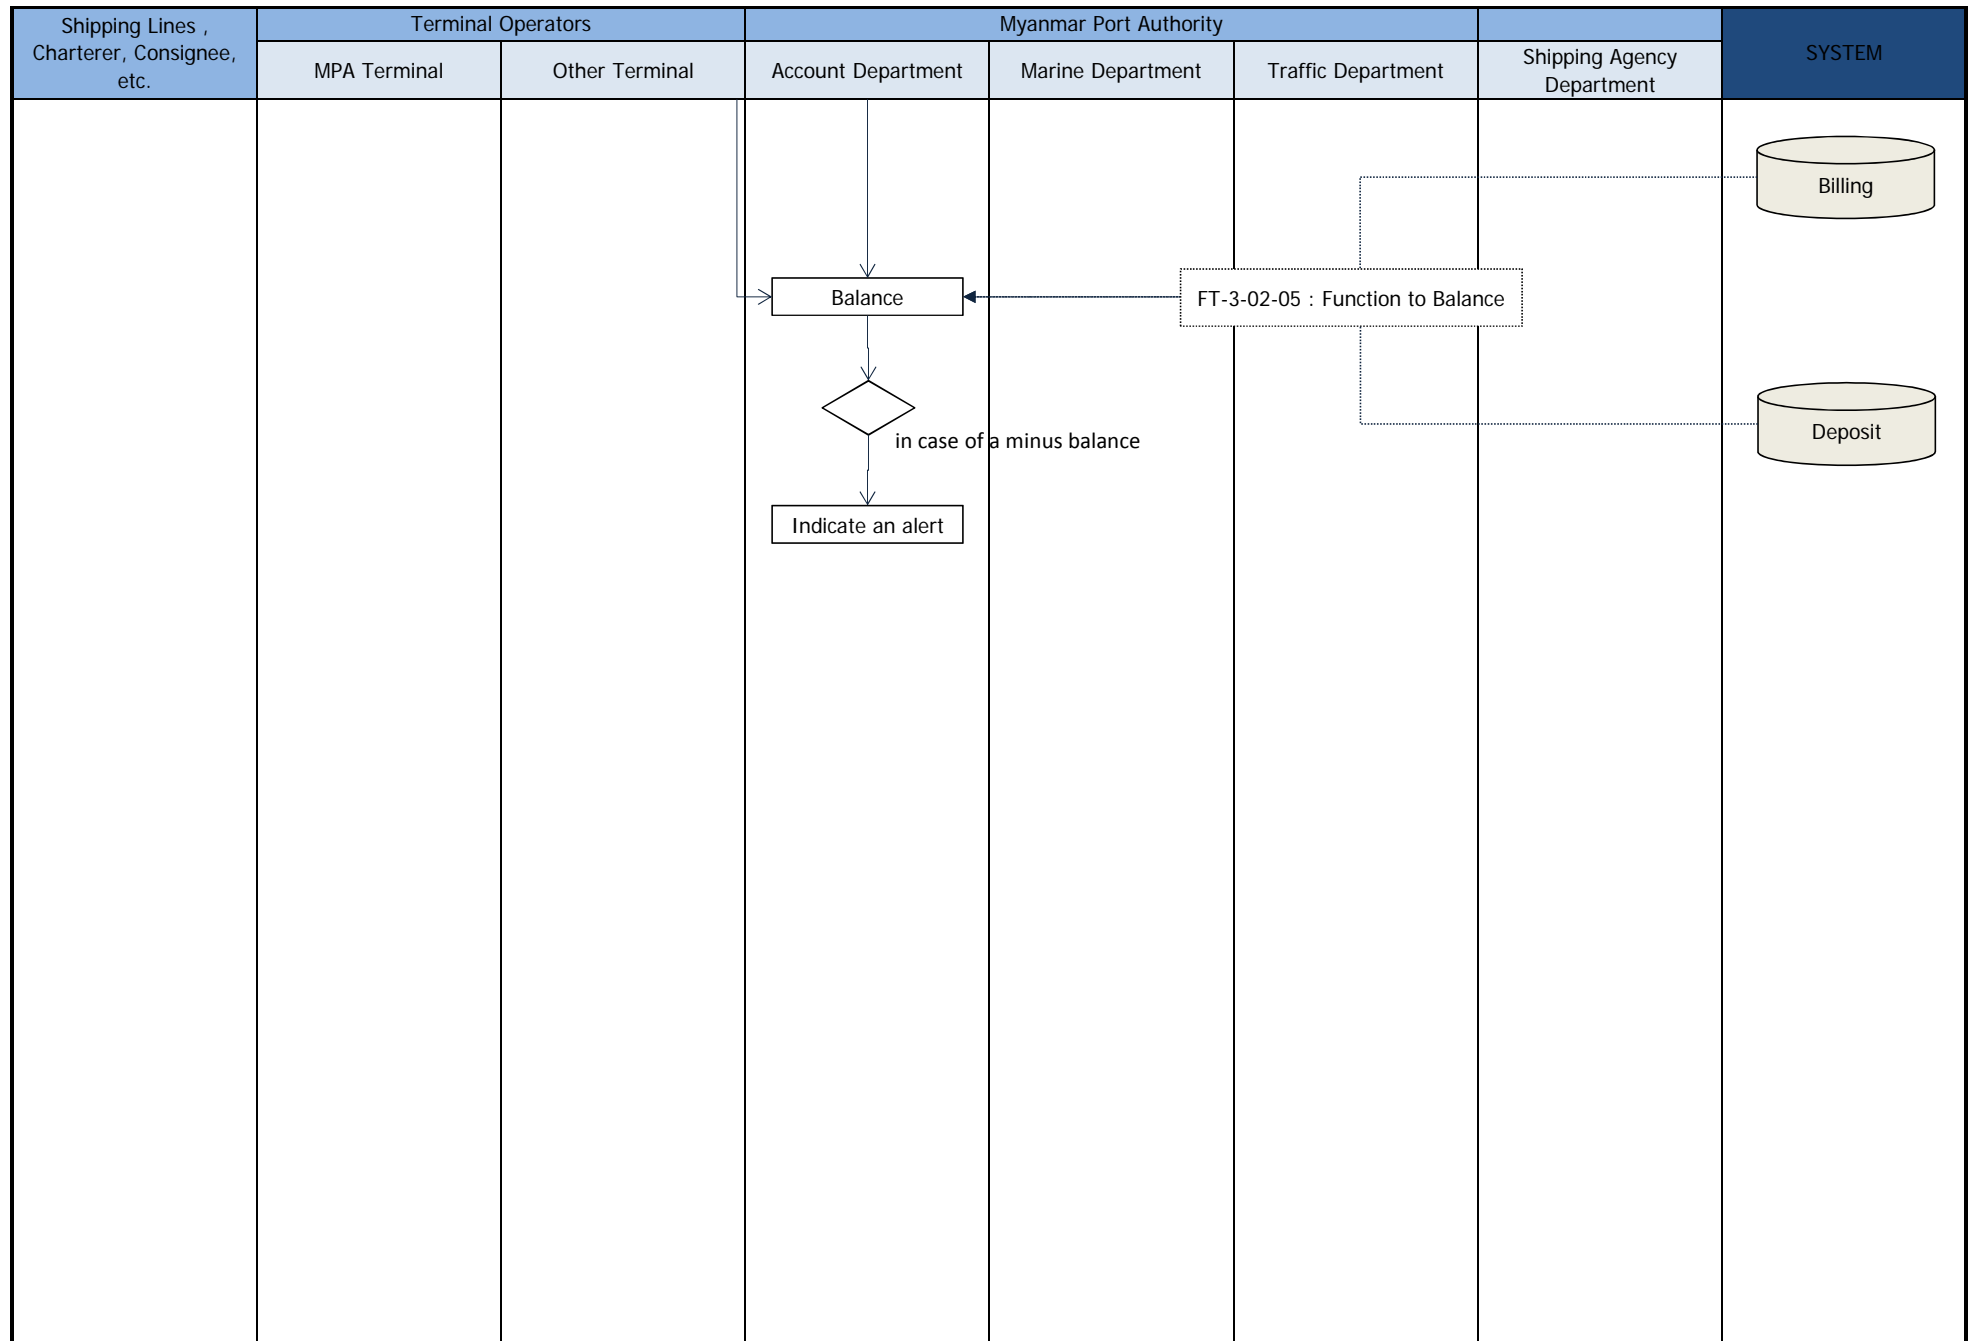 Shipping Lines ,
Charterer, Consignee,
etc.
Terminal Operators
Myanmar Port Authority
SYSTEM
MPA Terminal
Other Terminal
Account Department
Marine Department
Traffic Department
Shipping Agency
Department
Billing
Balance
FT-3-02-05 : Function to Balance
in case of a minus balance
Deposit
Indicate an alert